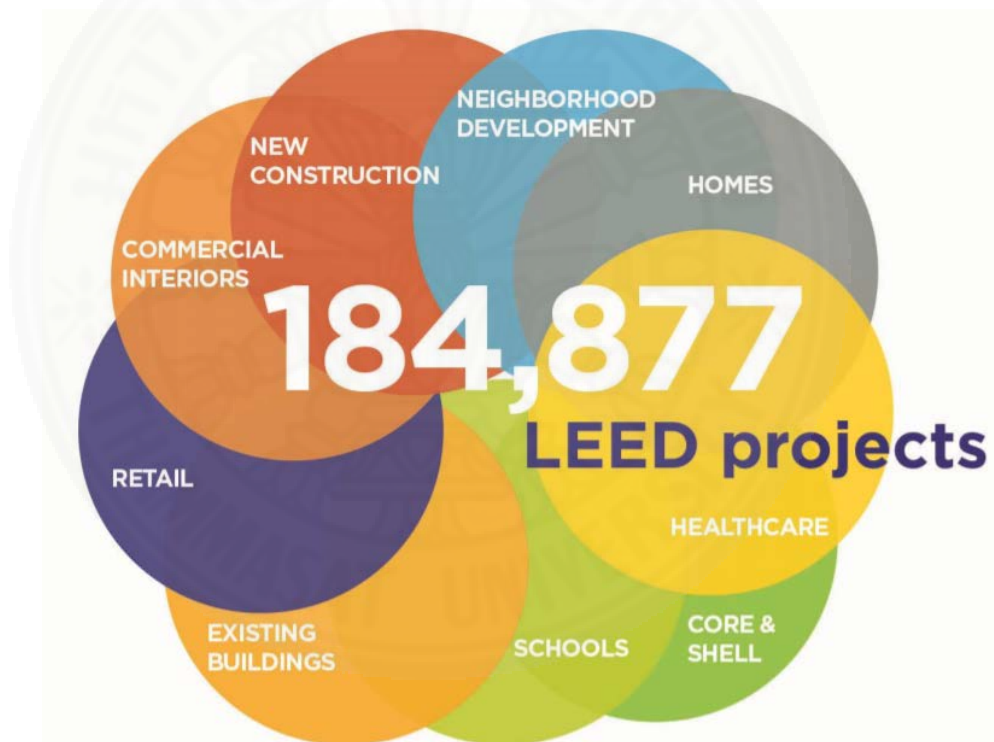 NEIGHBORHOOD
DEVELOPMENT
NEW
CONSTRUCTION
HOMES
COMMERCIAL
INTERIORS
184,877
LEED projects
RETAIL
HEALTHCARE
EXISTING
BUILDINGS
SCHOOLS
CORE &
SHELL